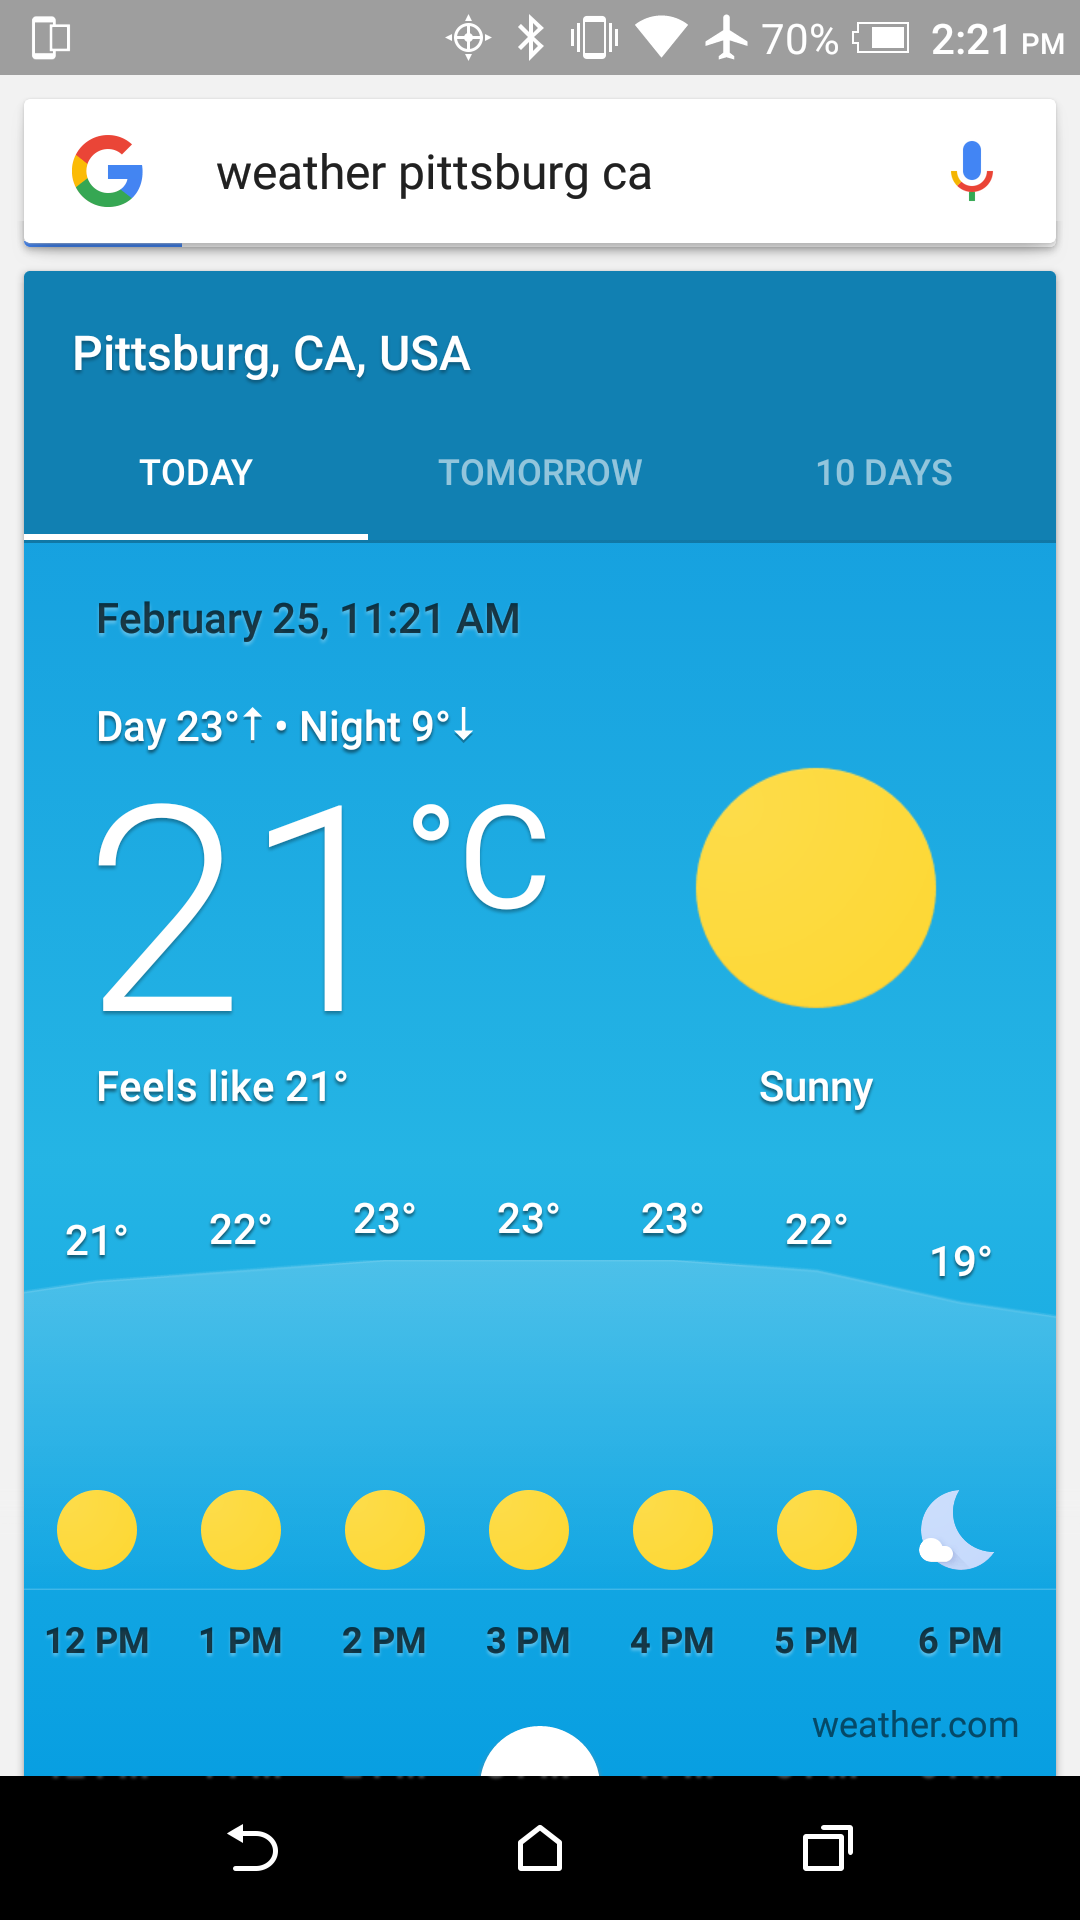 70% 2:21 PM
weather pittsburg ca
Pittsburg, CA, USA
TODAY TOMORROW 10 DAYS
February 25, 11:21 AM
Day 23°↑ • Night 9°↓
21°C
Feels like 21° Sunny
21° 22° 23° 23° 23° 22° 19°
12 PM 1 PM 2 PM 3 PM 4 PM 5 PM 6 PM
weather.com